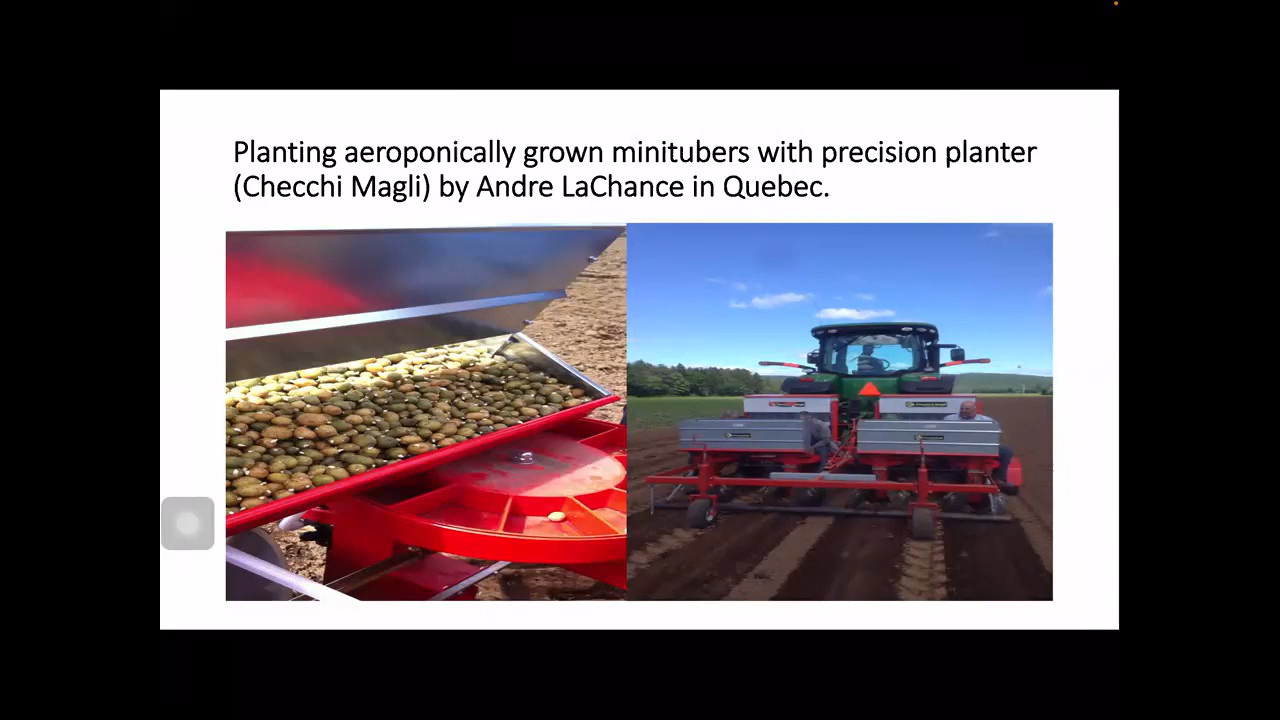 Planting aeroponically grown minitubers with precision planter
(Checchi Magli) by Andre LaChance in Quebec.